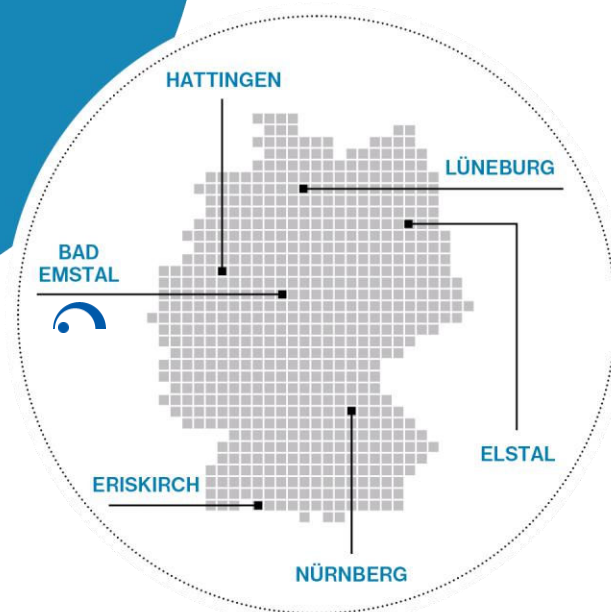 HATTINGEN
LÜNEBURG
BAD
EMSTAL
ELSTAL
ERISKIRCH
NÜRNBERG